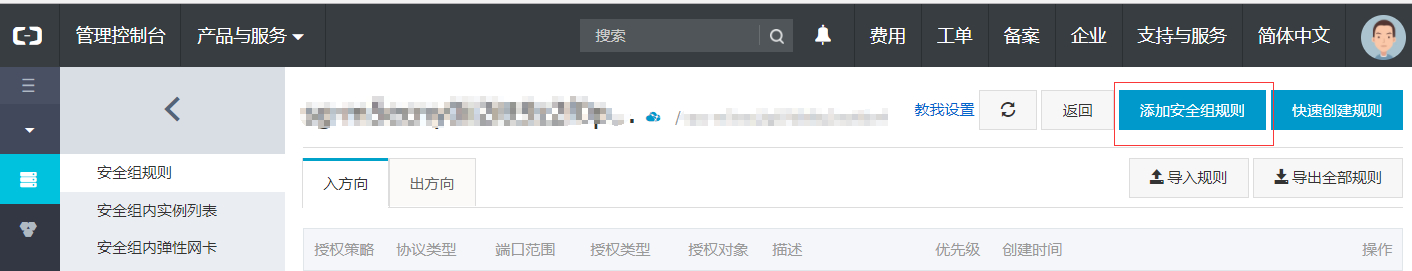 管理控制台 产品与服务 搜索 费用 工单 备案 企业 支持与服务 简体中文
教我设置 返回 添加安全组规则 快速创建规则
安全组规则
安全组内实例列表
安全组内弹性网卡
入方向 出方向 导入规则 导出全部规则
授权策略 协议类型 端口范围 授权类型 授权对象 描述 优先级 创建时间 操作